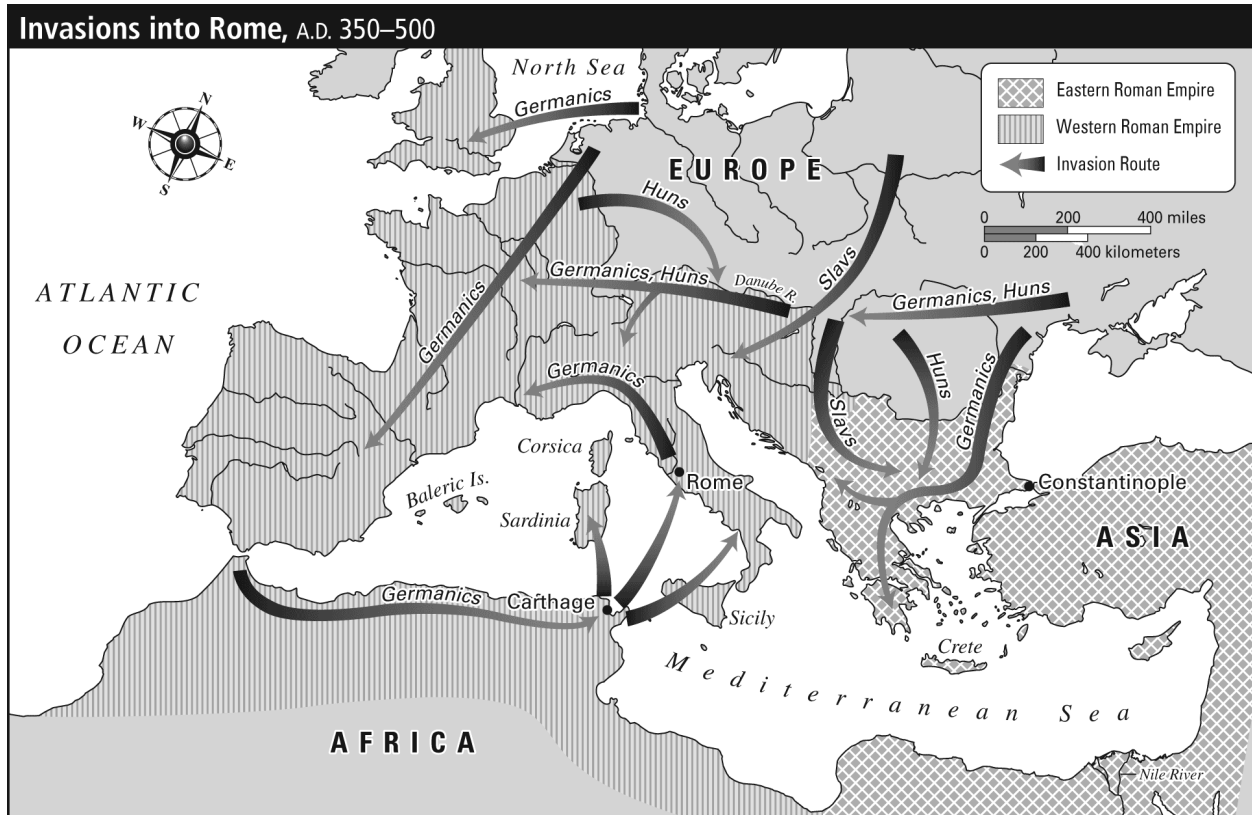 Invasions into Rome, A.D. 350–500
North Sea
Germanics
N
W
E
S
Eastern Roman Empire
Western Roman Empire
Invasion Route
EUROPE
Huns
0 200 400 miles
0 200 400 kilometers
Slavs
Germanics, Huns
Danube R.
Germanics, Huns
ATLANTIC
OCEAN
Germanics
Germanics
Huns
Germanics
Slavs
Corsica
Rome
Constantinople
Baleric Is.
Sardinia
ASIA
Germanics
Carthage
Sicily
Crete
Mediterranean Sea
AFRICA
Nile River